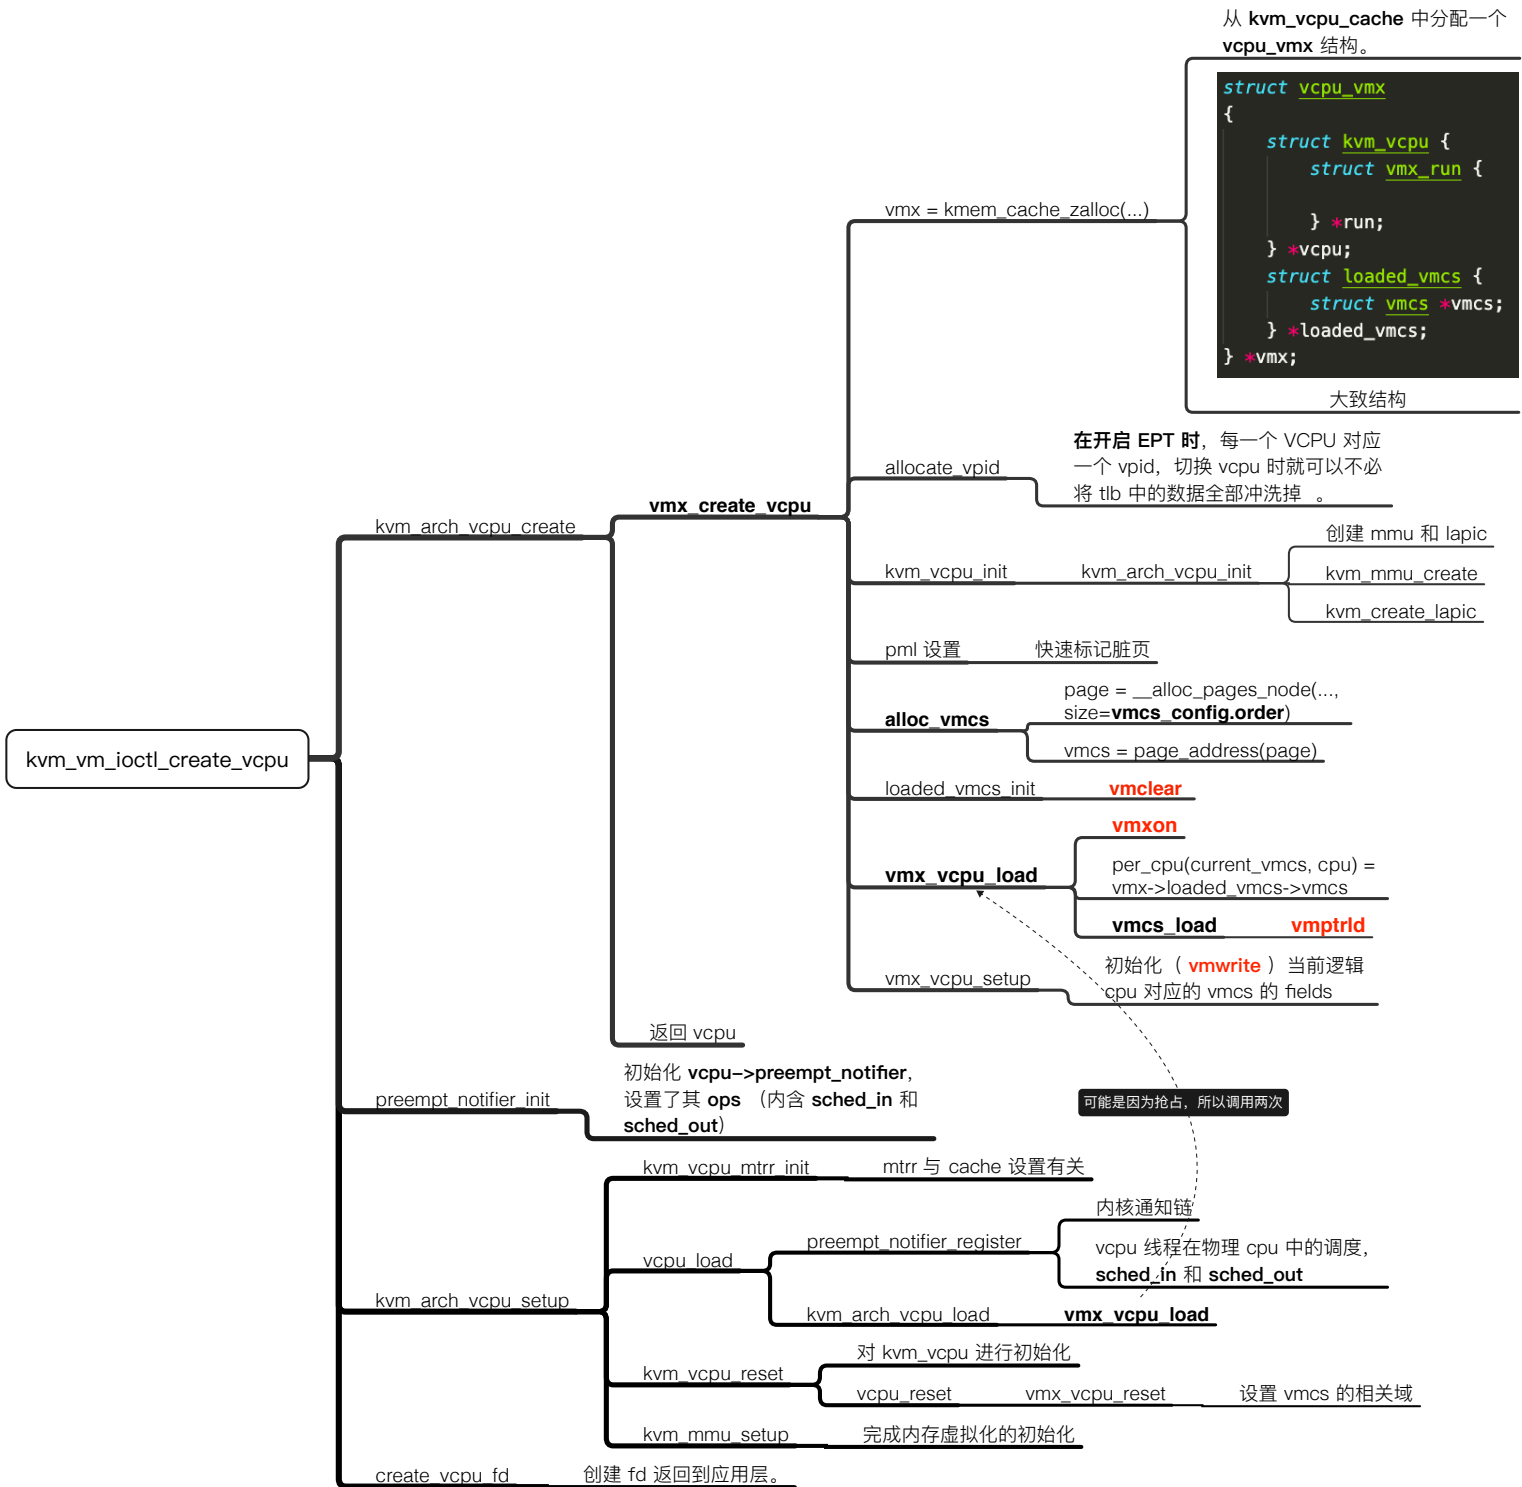 从 kvm_vcpu_cache 中分配一个
vcpu_vmx 结构。
struct vcpu_vmx
{
struct kvm_vcpu {
struct vmx_run {
} *run;
} *vcpu;
struct loaded_vmcs {
struct vmcs *vmcs;
} *loaded_vmcs;
} *vmx;
大致结构
vmx = kmem_cache_zalloc(...)
在开启 EPT 时，每一个 VCPU 对应
一个 vpid，切换 vcpu 时就可以不必
将 tlb 中的数据全部冲洗掉 。
allocate_vpid
vmx_create_vcpu
kvm_arch_vcpu_create
创建 mmu 和 lapic
kvm_vcpu_init
kvm_arch_vcpu_init
kvm_mmu_create
kvm_create_lapic
pml 设置
快速标记脏页
page = __alloc_pages_node(...,
size=vmcs_config.order)
alloc_vmcs
vmcs = page_address(page)
kvm_vm_ioctl_create_vcpu
loaded_vmcs_init
vmclear
vmxon
per_cpu(current_vmcs, cpu) =
vmx->loaded_vmcs->vmcs
vmx_vcpu_load
vmcs_load
vmptrld
初始化（ vmwrite ）当前逻辑
cpu 对应的 vmcs 的 fields
vmx_vcpu_setup
返回 vcpu
初始化 vcpu->preempt_notifier，
设置了其 ops （内含 sched_in 和
sched_out）
preempt_notifier_init
可能是因为抢占，所以调用两次
kvm_vcpu_mtrr_init
mtrr 与 cache 设置有关
内核通知链
preempt_notifier_register
vcpu 线程在物理 cpu 中的调度，
sched_in 和 sched_out
vcpu_load
kvm_arch_vcpu_setup
kvm_arch_vcpu_load
vmx_vcpu_load
对 kvm_vcpu 进行初始化
kvm_vcpu_reset
vcpu_reset
vmx_vcpu_reset
设置 vmcs 的相关域
kvm_mmu_setup
完成内存虚拟化的初始化
create_vcpu_fd
创建 fd 返回到应用层。